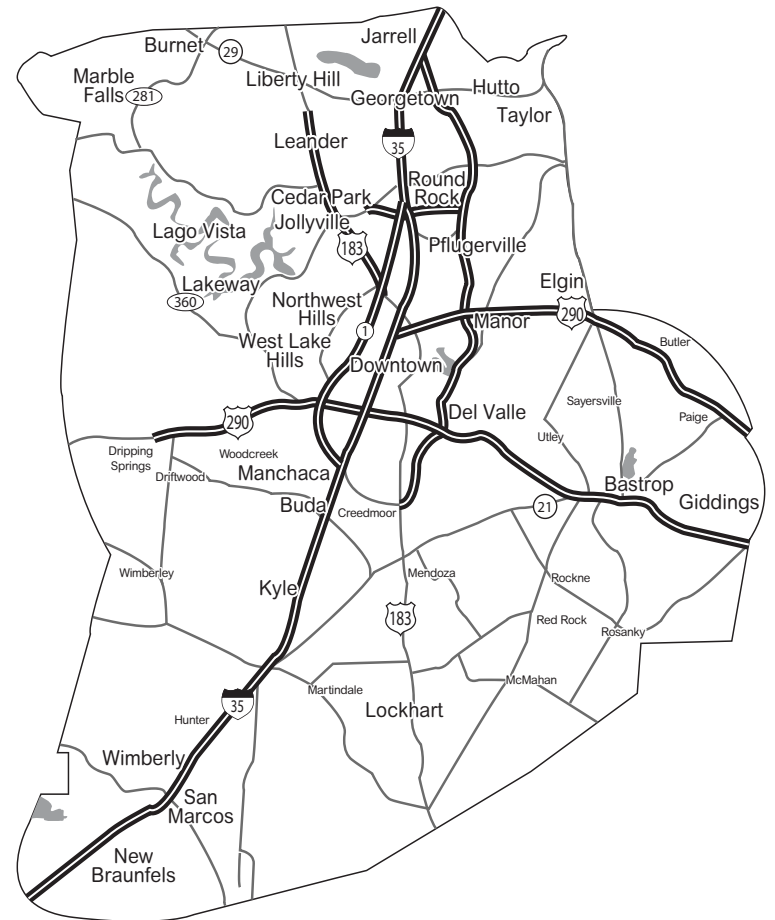 Jarrell
Burnet
29
Marble
Falls
281
Liberty Hill
Hutto
Georgetown
Taylor
Leander
35
Round
Rock
Cedar Park
Jollyville
Lago Vista
183
Pflugerville
Lakeway
Elgin
360
Northwest
Hills
290
Manor
1
West Lake
Hills
Butler
Downtown
Sayersville
290
Del Valle
Paige
Utley
Dripping
Springs
Woodcreek
Driftwood
Manchaca
Bastrop
Giddings
Buda
Creedmoor
21
Wimberley
Mendoza
Rockne
Kyle
183
Red Rock
Rosanky
McMahan
Martindale
35
Lockhart
Hunter
Wimberly
San
Marcos
New
Braunfels